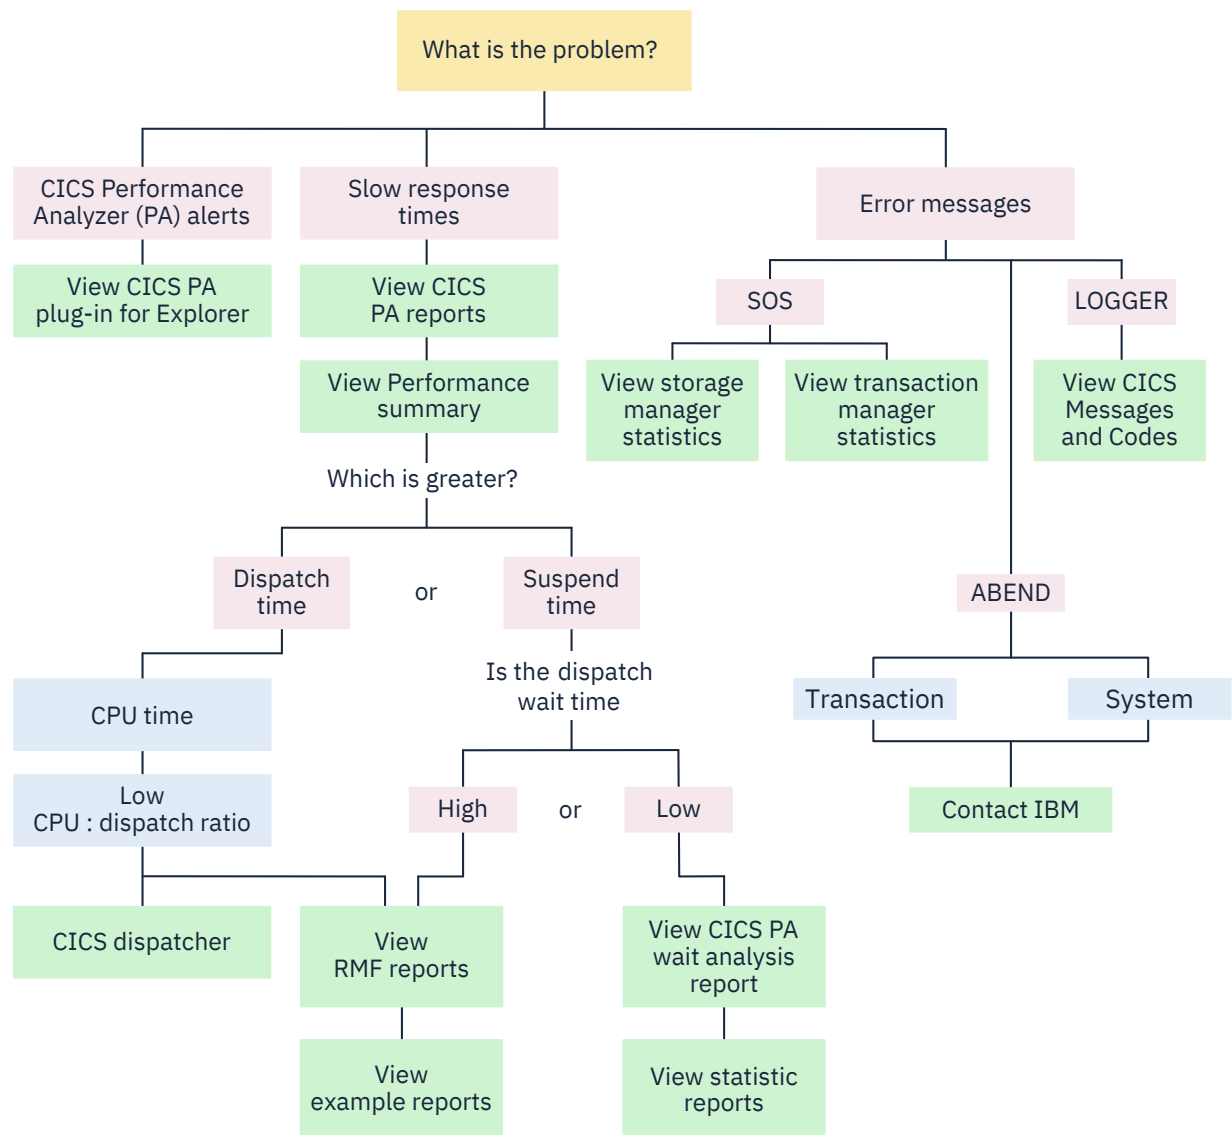 What is the problem?
CICS Performance
Analyzer (PA) alerts
Slow response
times
Error messages
View CICS PA
plug-in for Explorer
View CICS
PA reports
SOS
LOGGER
View Performance
summary
View storage
manager
statistics
View transaction
manager
statistics
View CICS
Messages
and Codes
Which is greater?
Dispatch
time
or
Suspend
time
ABEND
Is the dispatch
wait time
CPU time
Transaction
System
Low
CPU : dispatch ratio
High
or
Low
Contact IBM
CICS dispatcher
View
RMF reports
View CICS PA
wait analysis
report
View
example reports
View statistic
reports